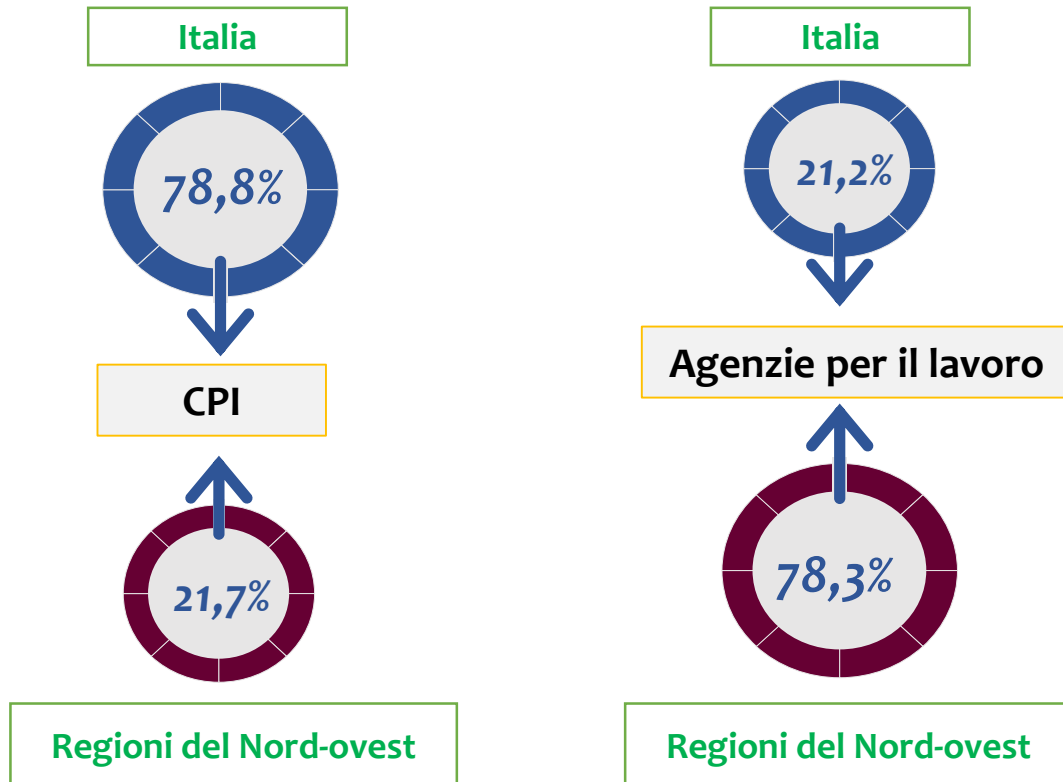 Italia
78,8%
CPI
21,7%
Regioni del Nord-ovest
Italia
21,2%
Agenzie per il lavoro
78,3%
Regioni del Nord-ovest